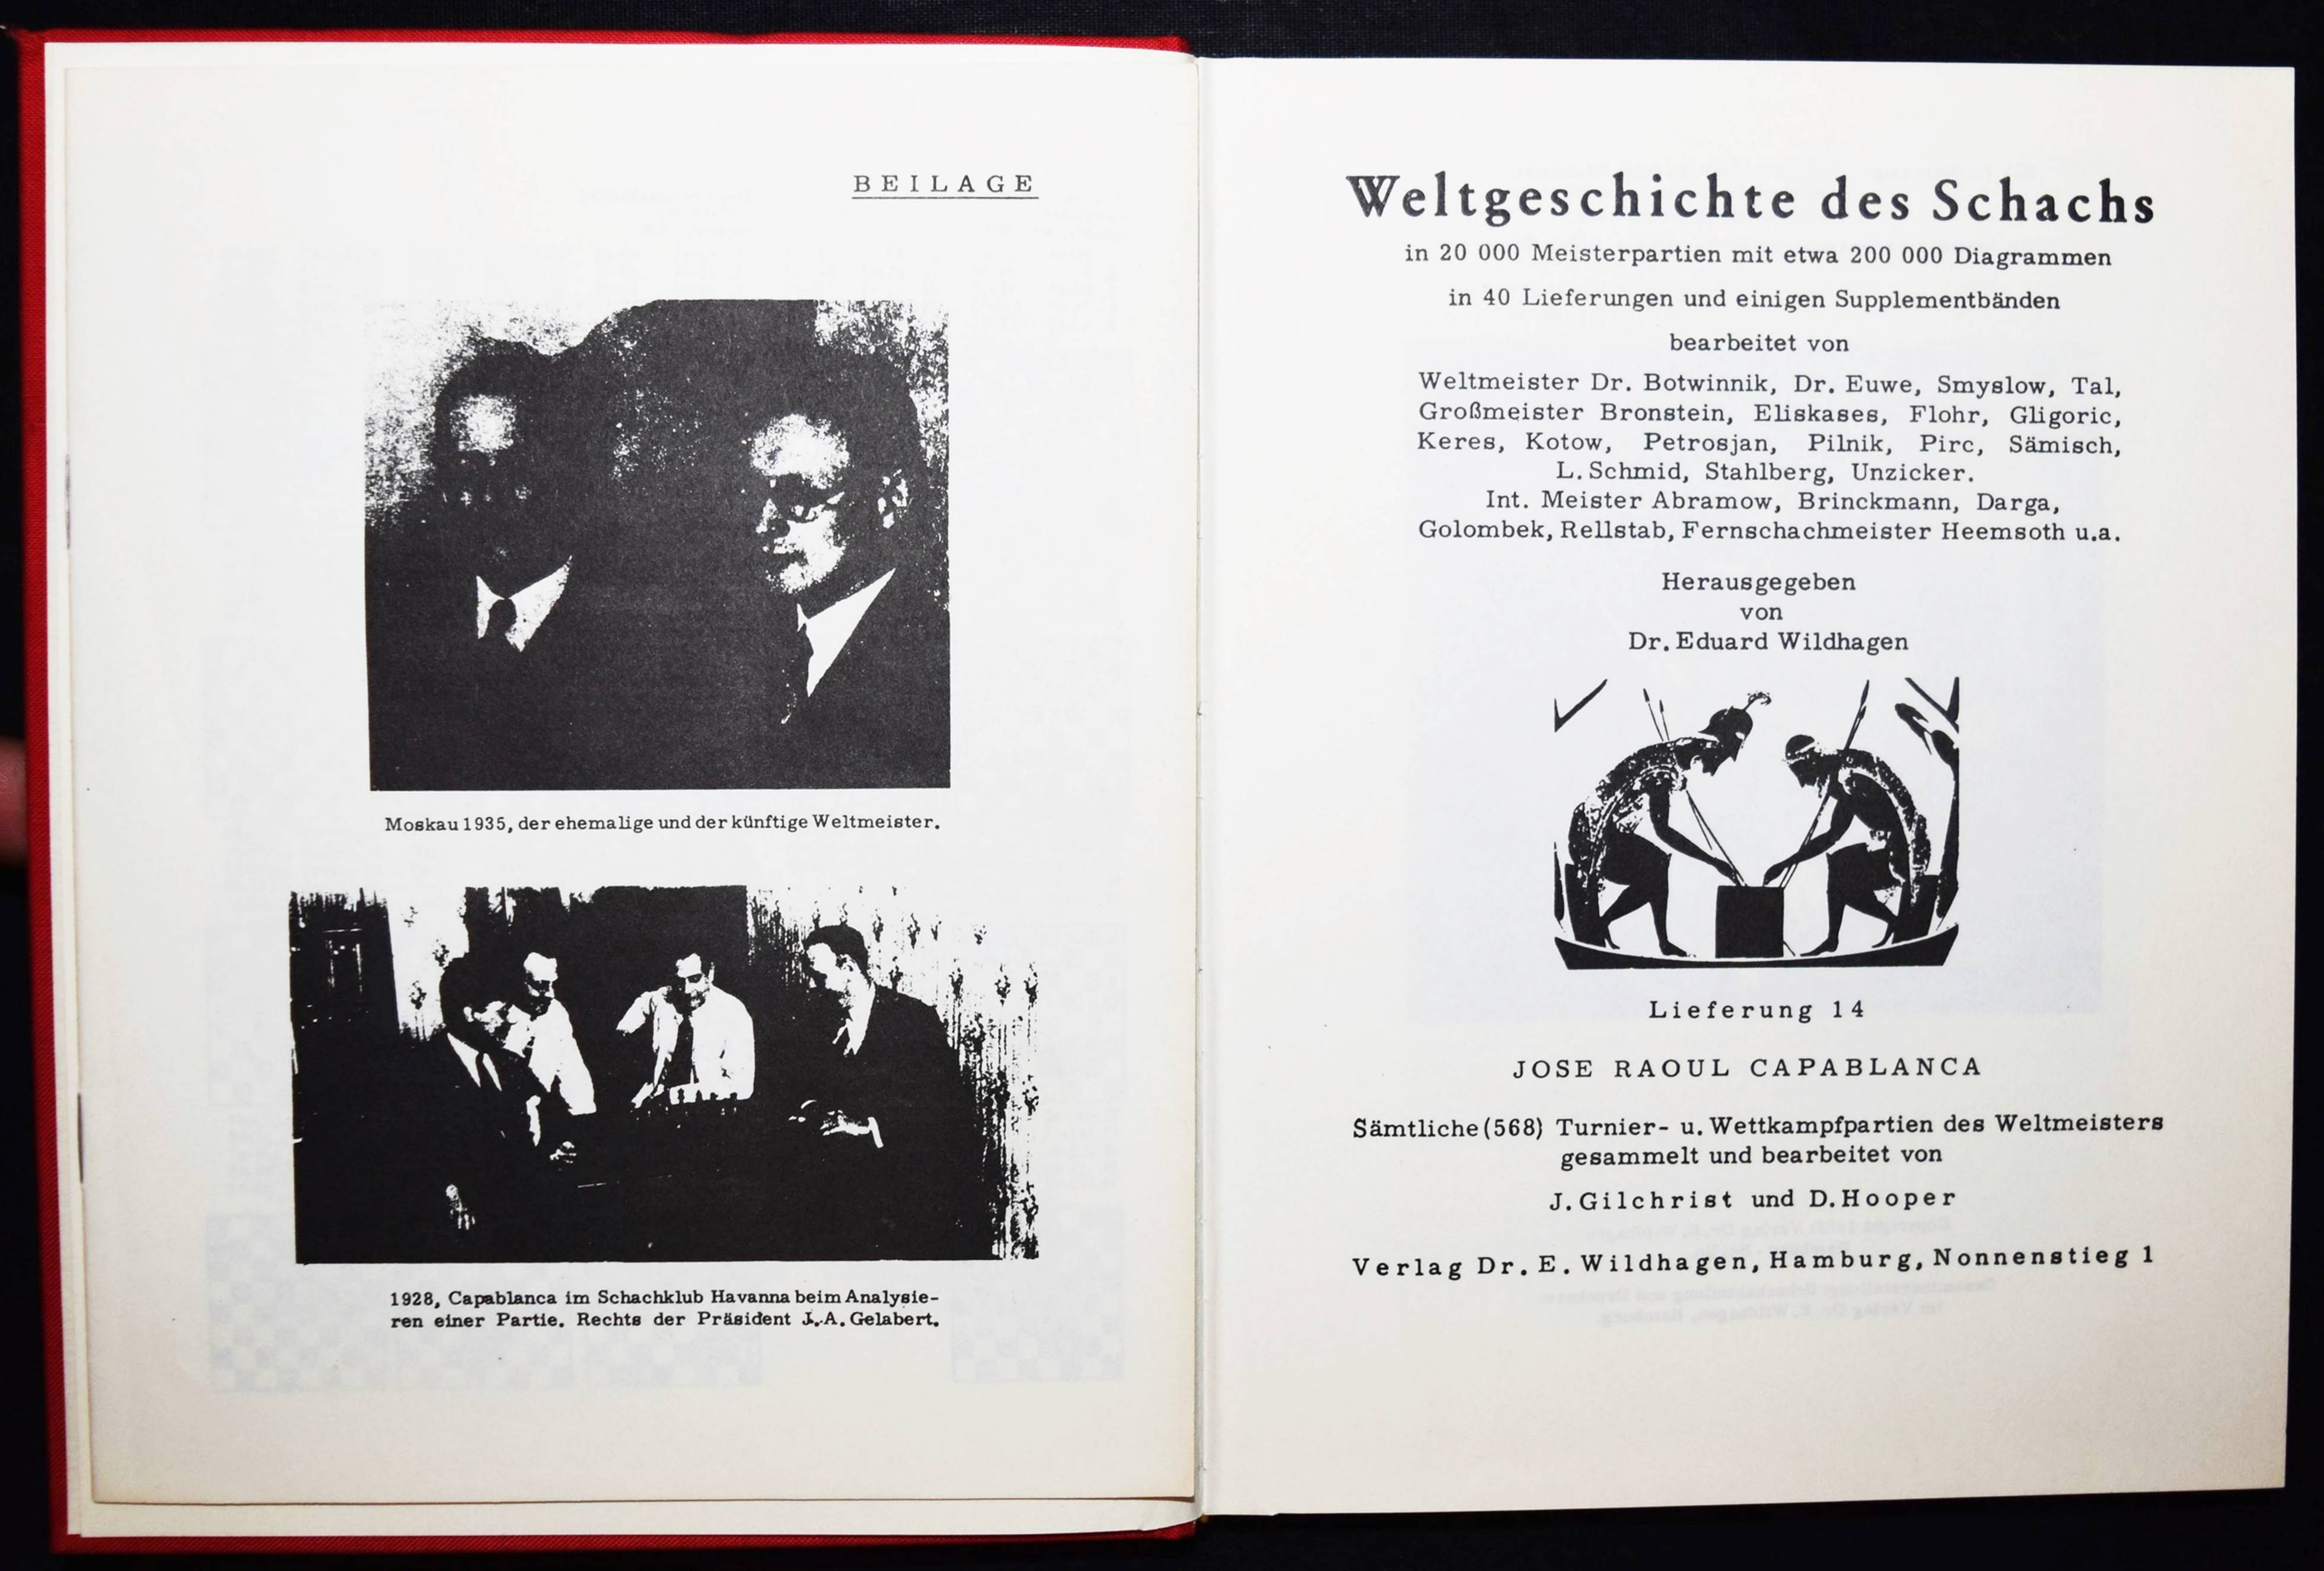 BEILAGE
Moskau 1935, der ehemalige und der künftige Weltmeister.
1928, Capablanca im Schachklub Havanna beim Analysie-
ren einer Partie. Rechts der Präsident J. A. Gelabert.
Weltgeschichte des Schachs
in 20 000 Meisterpartien mit etwa 200 000 Diagrammen
in 40 Lieferungen und einigen Supplementbänden
bearbeitet von
Weltmeister Dr. Botwinnik, Dr. Euwe, Smyslow, Tal,
Großmeister Bronstein, Eliskases, Flohr, Gligoric,
Keres, Kotow, Petrosjan, Pilnik, Pirc, Sämisch,
L. Schmid, Stahlberg, Unzicker.
Int. Meister Abramow, Brinckmann, Darga,
Golombek, Rellstab, Fernschachmeister Heemsoth u.a.
Herausgegeben
von
Dr. Eduard Wildhagen
Lieferung 14
JOSE RAOUL CAPABLANCA
Sämtliche (568) Turnier- u. Wettkampfpartien des Weltmeisters
gesammelt und bearbeitet von
J. Gilchrist und D. Hooper
Verlag Dr. E. Wildhagen, Hamburg, Nonnenstieg 1